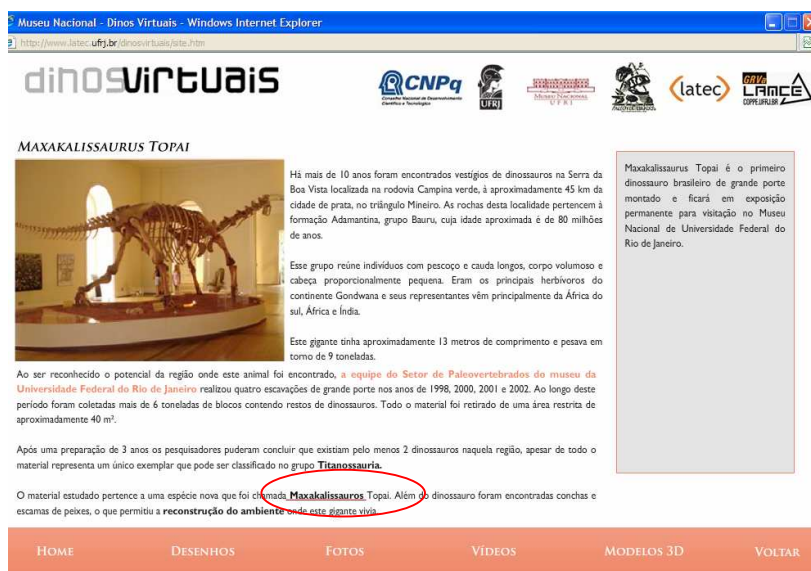 Museu Nacional - Dinos Virtuais - Windows Internet Explorer
http://www.latec.ufrj.br/dinosvirtuais/site.htm
dinosvirtuais
CNPq
Conselho Nacional de Desenvolvimento
Científico e Tecnológico
UFRJ
Museu Nacional
UFRJ
(latec)
GRVa
LAMCE
COPPE.UFRJ.BR
Maxakalissaurus Topai
Há mais de 10 anos foram encontrados vestígios de dinossauros na Serra da
Boa Vista localizada na rodovia Campina verde, à aproximadamente 45 km da
cidade de prata, no triângulo Mineiro. As rochas desta localidade pertencem à
formação Adamantina, grupo Bauru, cuja idade aproximada é de 80 milhões
de anos.
Esse grupo reúne indivíduos com pescoço e cauda longos, corpo volumoso e
cabeça proporcionalmente pequena. Eram os principais herbívoros do
continente Gondwana e seus representantes vêm principalmente da África do
sul, África e Índia.
Este gigante tinha aproximadamente 13 metros de comprimento e pesava em
torno de 9 toneladas.
Ao ser reconhecido o potencial da região onde este animal foi encontrado, a equipe do Setor de Paleovertebrados do museu da
Universidade Federal do Rio de Janeiro realizou quatro escavações de grande porte nos anos de 1998, 2000, 2001 e 2002. Ao longo deste
período foram coletadas mais de 6 toneladas de blocos contendo restos de dinossauros. Todo o material foi retirado de uma área restrita de
aproximadamente 40 m².
Após uma preparação de 3 anos os pesquisadores puderam concluir que existiam pelo menos 2 dinossauros naquela região, apesar de todo o
material representa um único exemplar que pode ser classificado no grupo Titanossauria.
O material estudado pertence a uma espécie nova que foi chamada Maxakalissauros Topai. Além do dinossauro foram encontradas conchas e
escamas de peixes, o que permitiu a reconstrução do ambiente onde este gigante vivia.
Maxakalissaurus Topai é o primeiro
dinossauro brasileiro de grande porte
montado e ficará em exposição
permanente para visitação no Museu
Nacional de Universidade Federal do
Rio de Janeiro.
Home
Desenhos
Fotos
Vídeos
Modelos 3D
Voltar